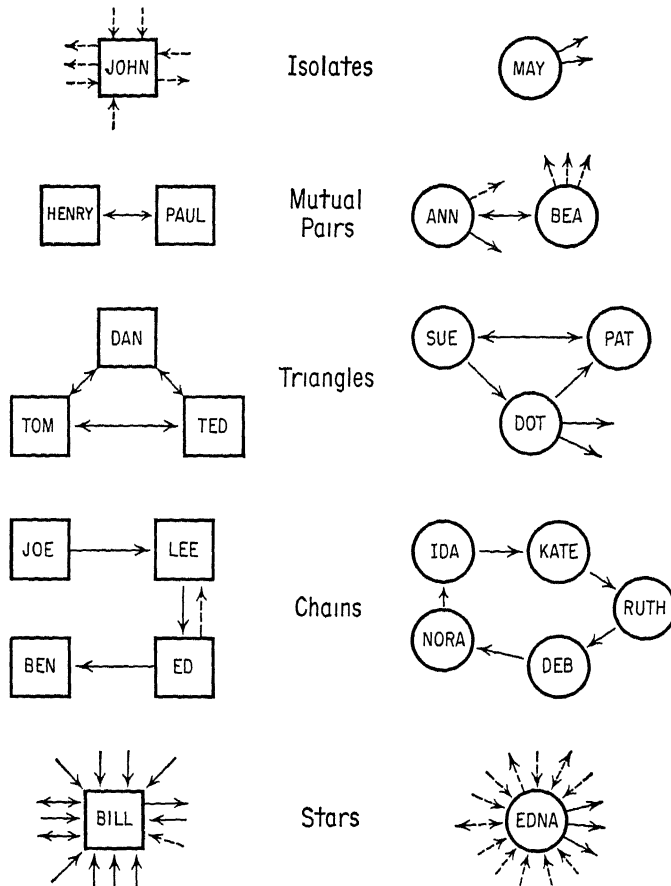 JOHN
Isolates
MAY
HENRY
PAUL
Mutual
Pairs
ANN
BEA
DAN
TOM
TED
Triangles
SUE
PAT
DOT
JOE
LEE
BEN
ED
Chains
IDA
KATE
RUTH
NORA
DEB
BILL
Stars
EDNA